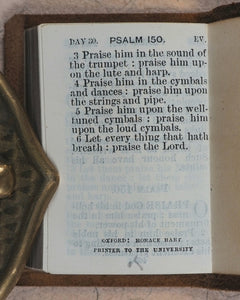 DAY 30. PSALM 150. EV.
3 Praise him in the sound of
the trumpet : praise him up-
on the lute and harp.
4 Praise him in the cymbals
and dances : praise him upon
the strings and pipe.
5 Praise him upon the well-
tuned cymbals : praise him
upon the loud cymbals.
6 Let every thing that hath
breath : praise the Lord.
OXFORD: HORACE HART
PRINTER TO THE UNIVERSITY